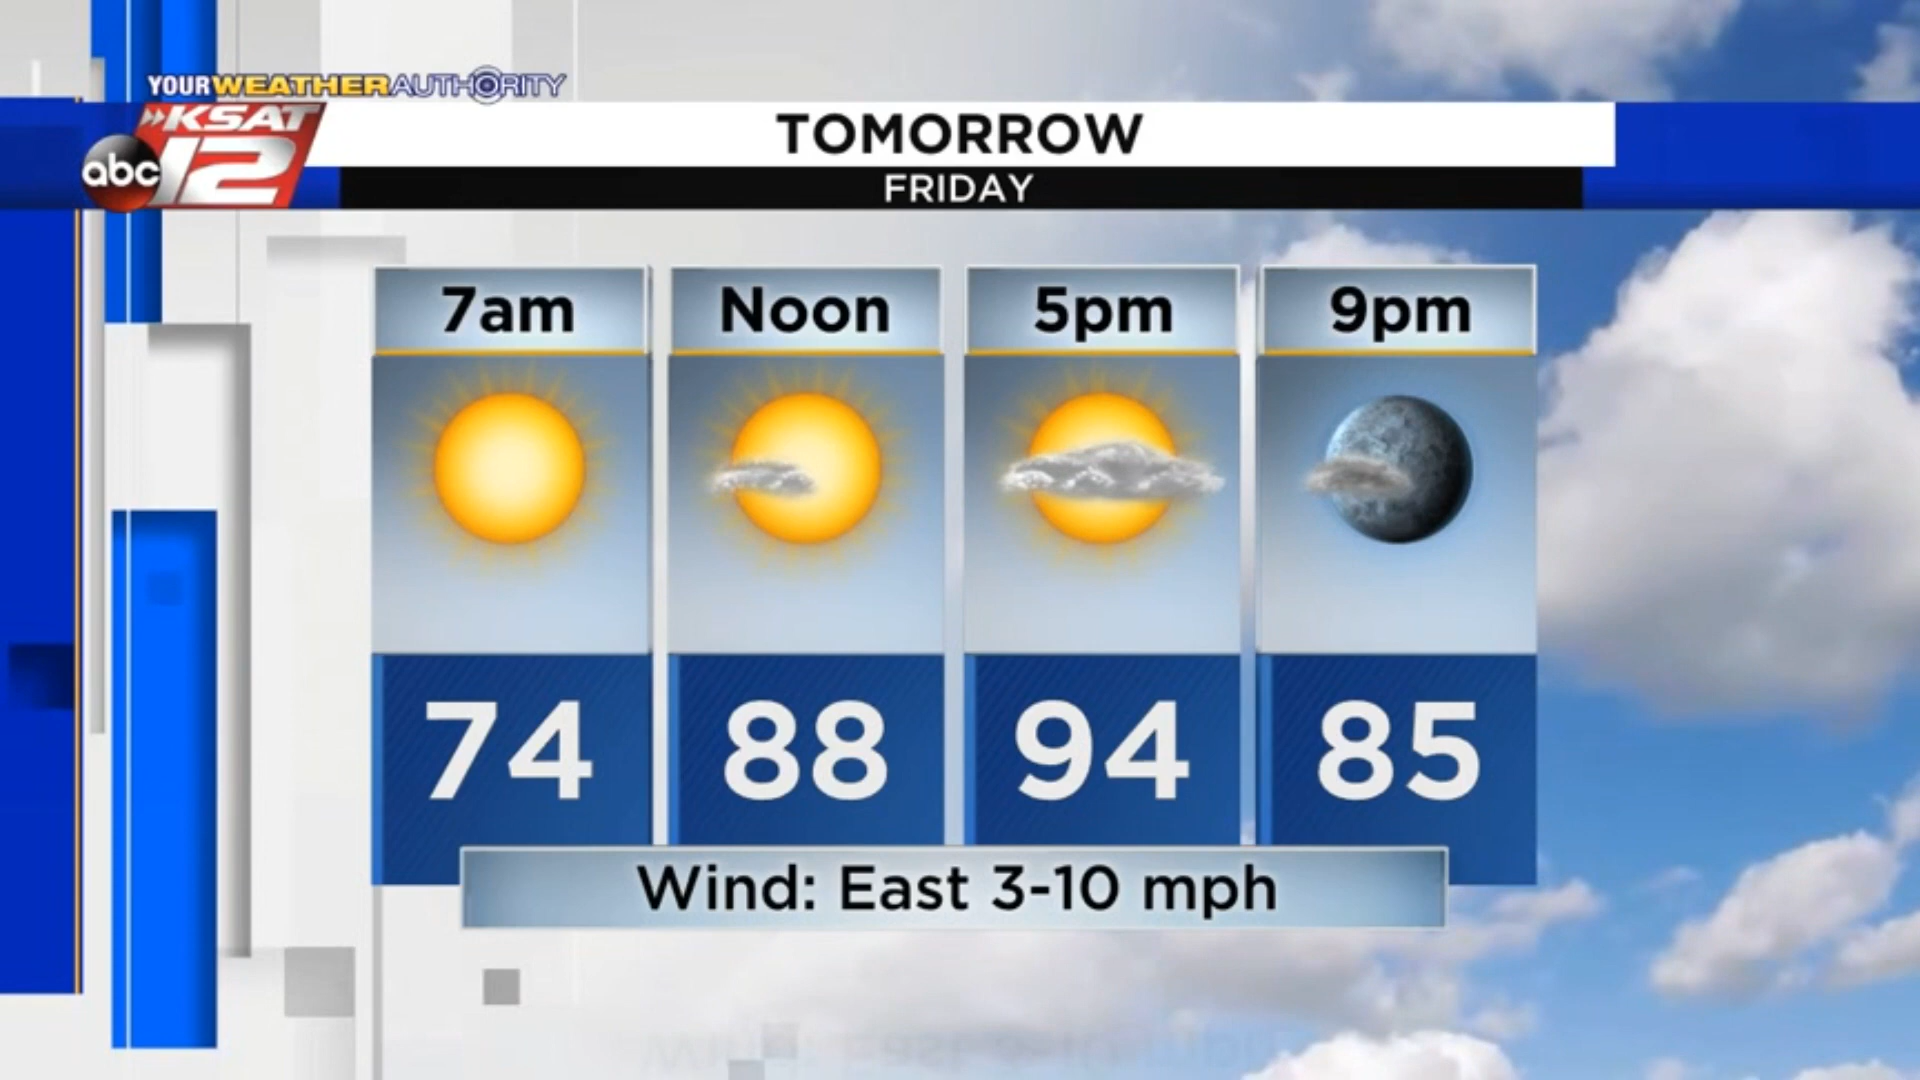 YOURWEATHERAUTHORITY
KSAT
abc 12
TOMORROW
FRIDAY
7am Noon 5pm 9pm
74 88 94 85
Wind: East 3-10 mph